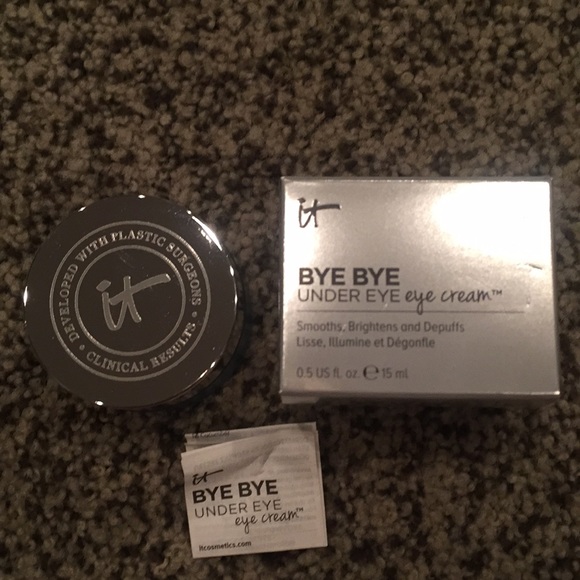 DEVELOPED WITH PLASTIC SURGEONS
it
• CLINICAL RESULTS •
it
BYE BYE
UNDER EYE eye cream™
Smooths, Brightens and Depuffs
Lisse, Illumine et Dégonfle
0.5 US fl. oz. ℮ 15 ml
it
BYE BYE
UNDER EYE
eye cream™
itcosmetics.com